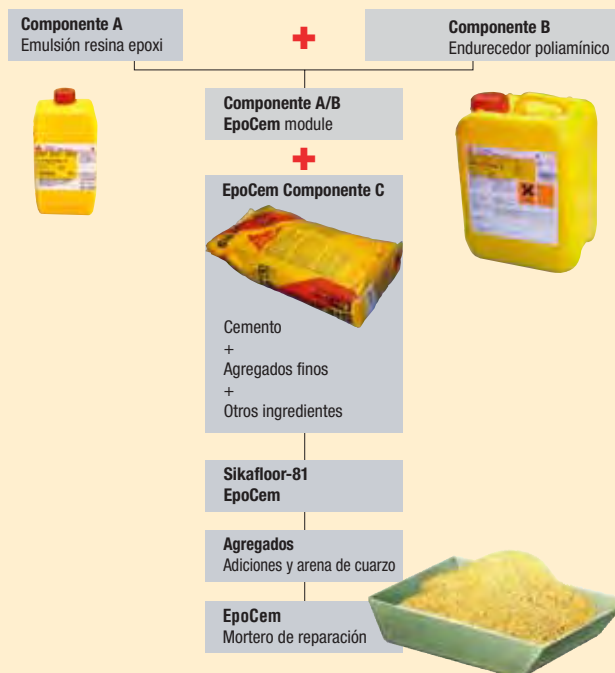 Componente A
Emulsión resina epoxi
+
Componente B
Endurecedor poliamínico
Componente A/B
EpoCem module
+
EpoCem Componente C
Cemento
+
Agregados finos
+
Otros ingredientes
Sikafloor-81
EpoCem
Agregados
Adiciones y arena de cuarzo
EpoCem
Mortero de reparación